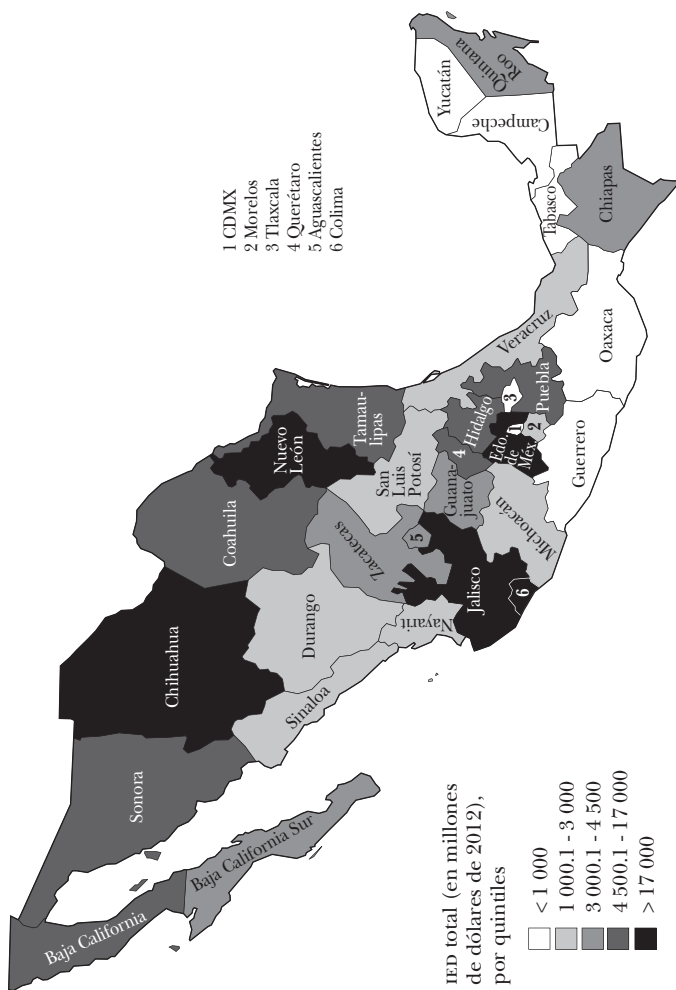 1 CDMX
2 Morelos
3 Tlaxcala
4 Querétaro
5 Aguascalientes
6 Colima
Baja California
Baja California Sur
Sonora
Chihuahua
Coahuila
Nuevo
León
Tamau-
lipas
Sinaloa
Durango
Zacatecas
San
Luis
Potosí
Nayarit
Jalisco
5
6
Guana-
juato
4
Hidalgo
Michoacán
Edo.
de
Méx.
1
2
3
Puebla
Veracruz
Guerrero
Oaxaca
Tabasco
Chiapas
Campeche
Yucatán
Quintana
Roo
IED total (en millones
de dólares de 2012),
por quintiles
< 1 000
1 000.1 - 3 000
3 000.1 - 4 500
4 500.1 - 17 000
> 17 000